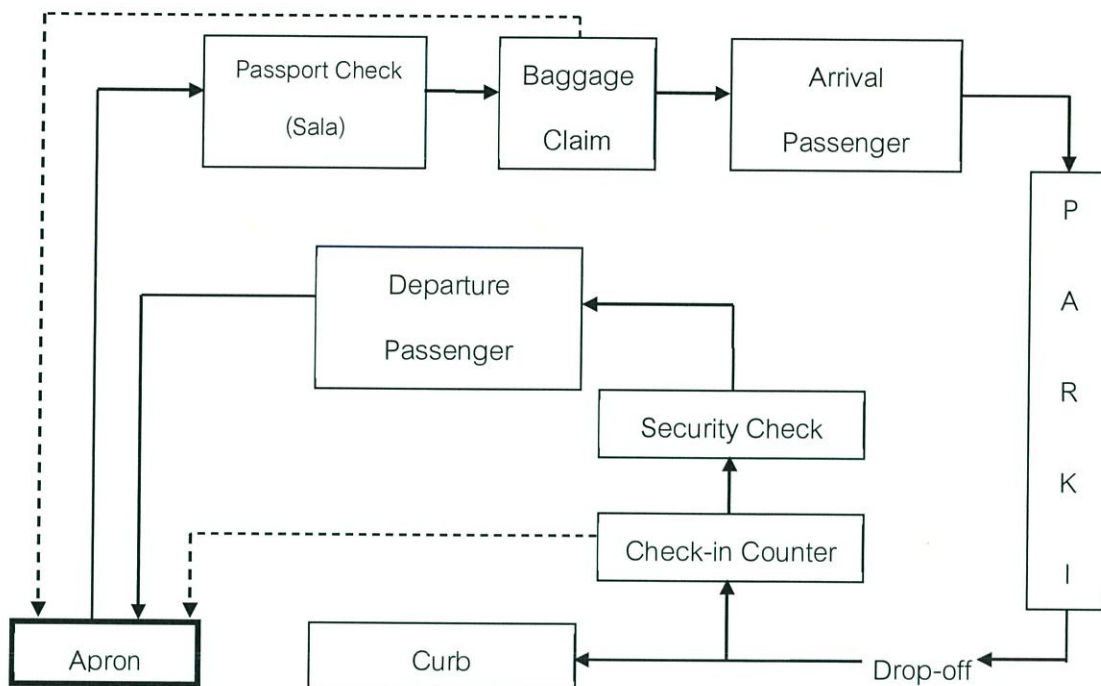 Passport Check
(Sala)
Baggage
Claim
Arrival
Passenger
P
A
R
K
I
Departure
Passenger
Security Check
Check-in Counter
Apron
Curb
Drop-off